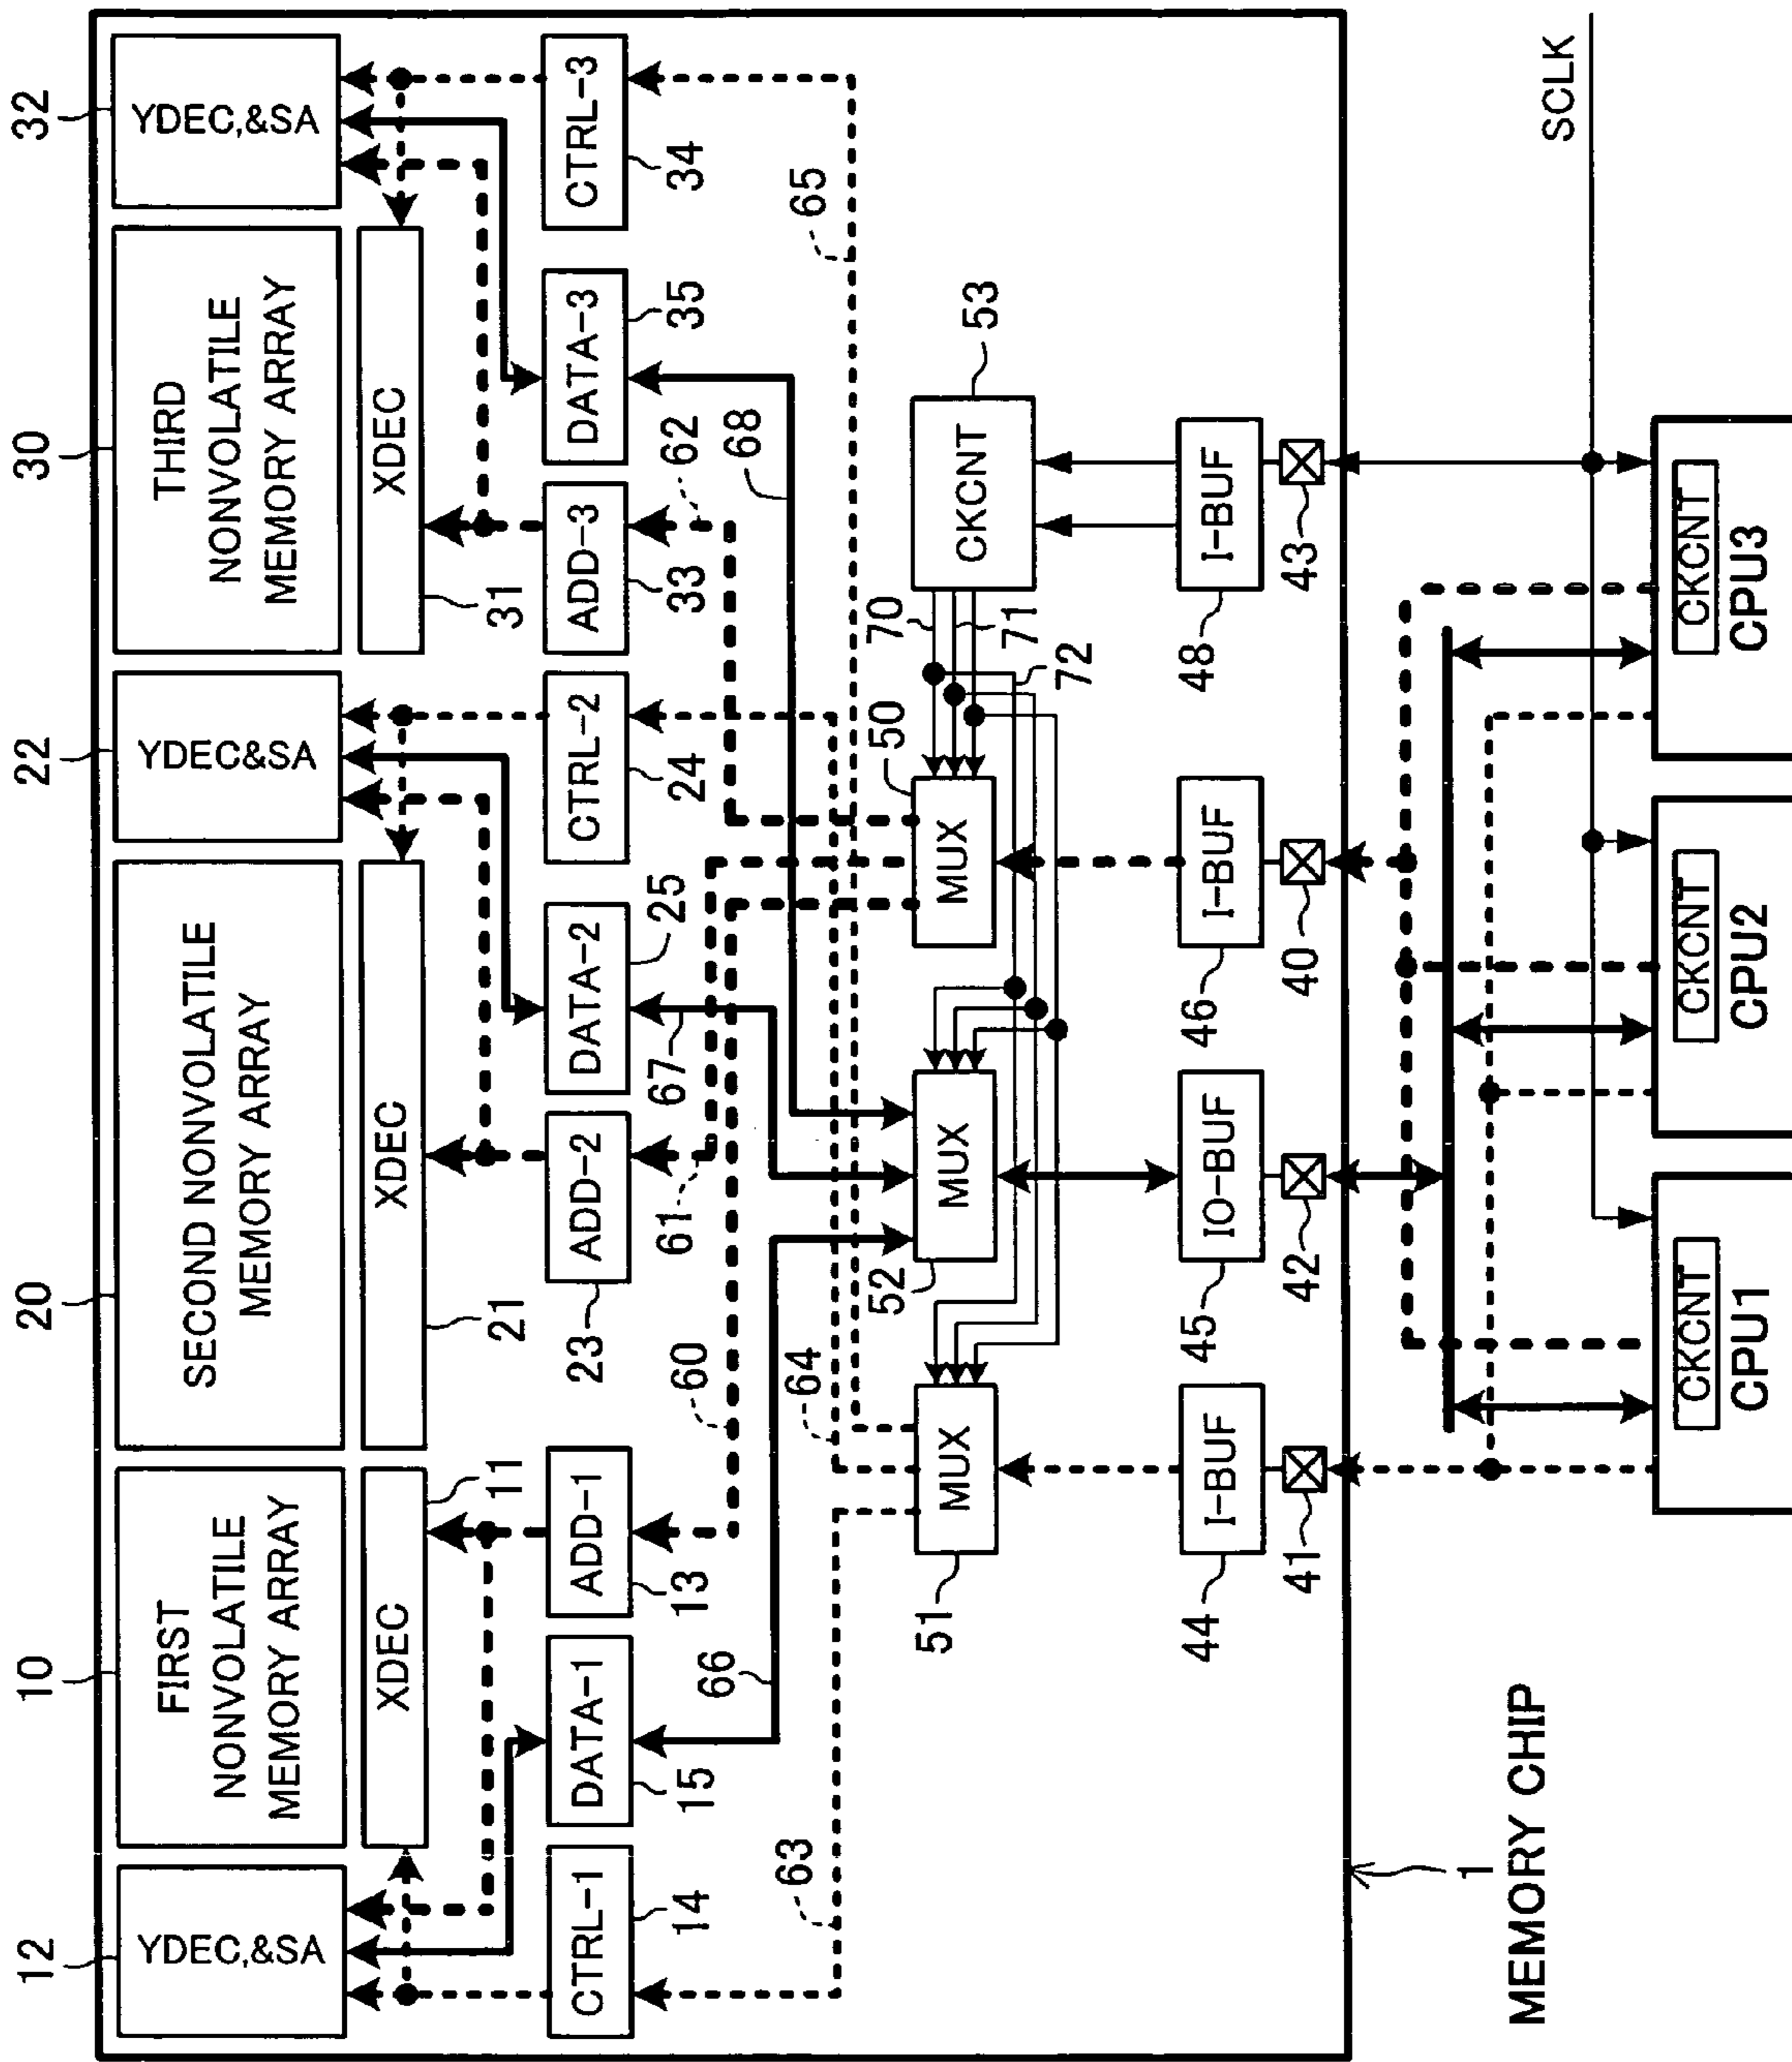 12
10
20
22
30
32
YDEC,&SA
FIRST
NONVOLATILE
MEMORY ARRAY
SECOND NONVOLATILE
MEMORY ARRAY
YDEC&SA
THIRD
NONVOLATILE
MEMORY ARRAY
YDEC,&SA
XDEC
XDEC
XDEC
11
21
31
CTRL-1
DATA-1
ADD-1
ADD-2
DATA-2
CTRL-2
ADD-3
DATA-3
CTRL-3
14
15
13
23
25
24
33
35
34
63
66
60
61
67
62
68
65
64
MUX
MUX
MUX
CKCNT
51
52
50
53
70
71
72
I-BUF
IO-BUF
I-BUF
I-BUF
44
45
46
48
41
42
40
43
1
MEMORY CHIP
SCLK
CKCNT
CPU1
CKCNT
CPU2
CKCNT
CPU3